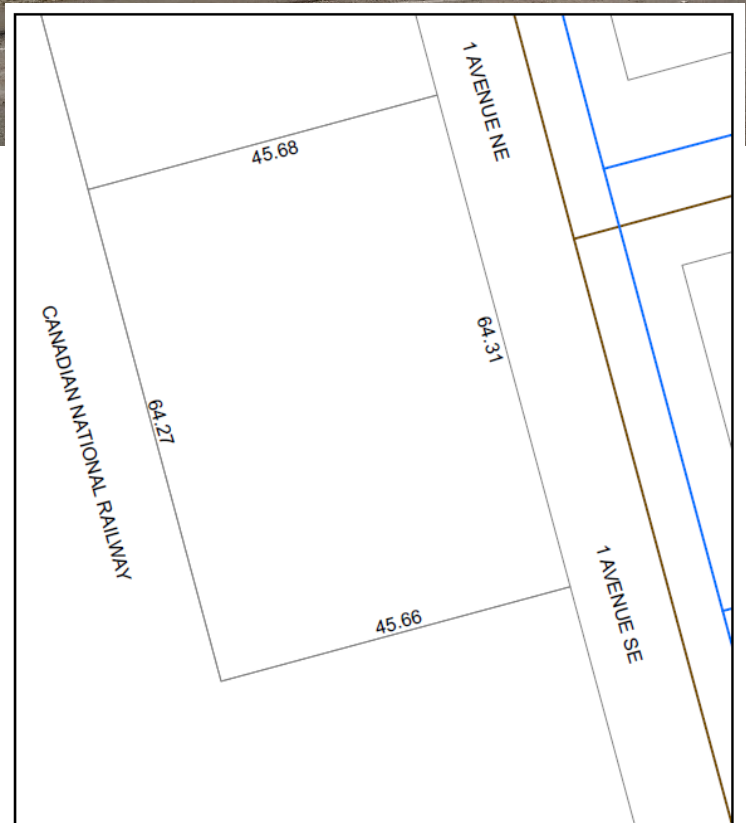 1 AVENUE NE
45.68
CANADIAN NATIONAL RAILWAY
64.31
64.27
1 AVENUE SE
45.66